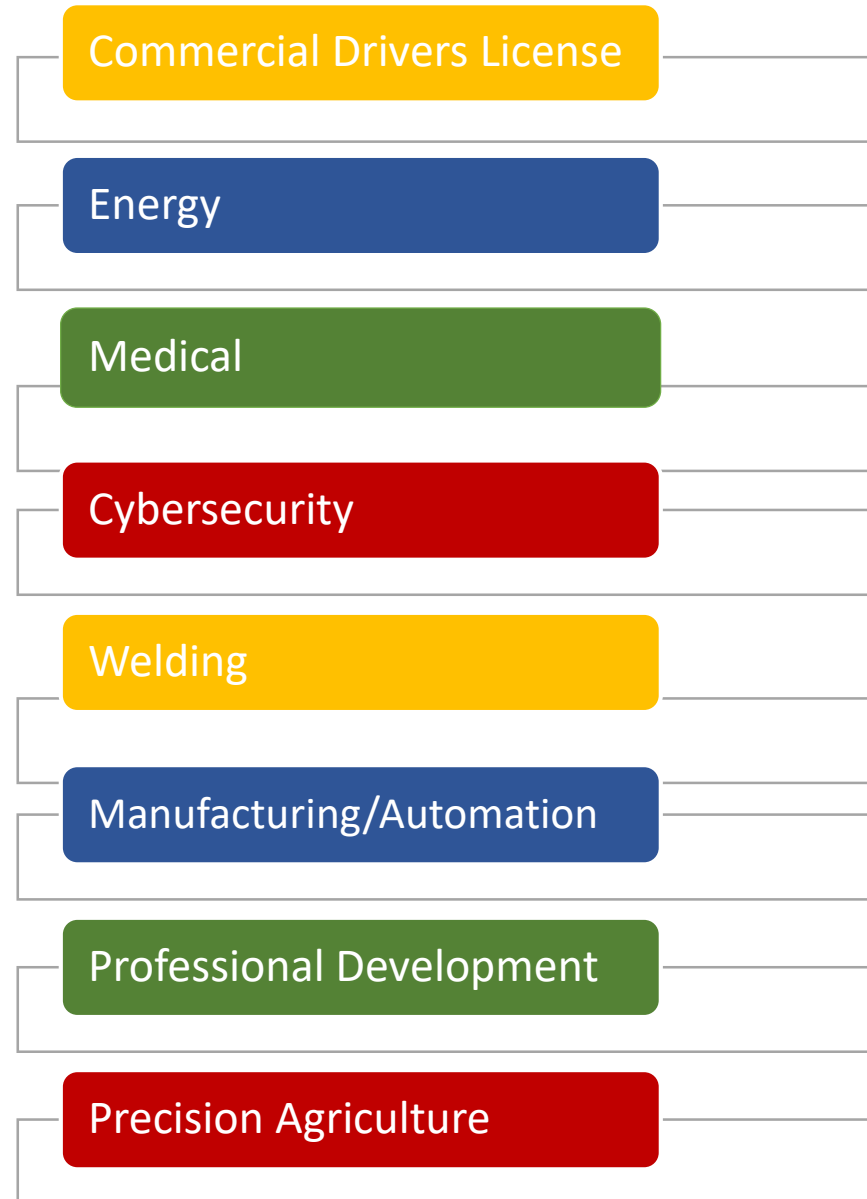 Commercial Drivers License
Energy
Medical
Cybersecurity
Welding
Manufacturing/Automation
Professional Development
Precision Agriculture